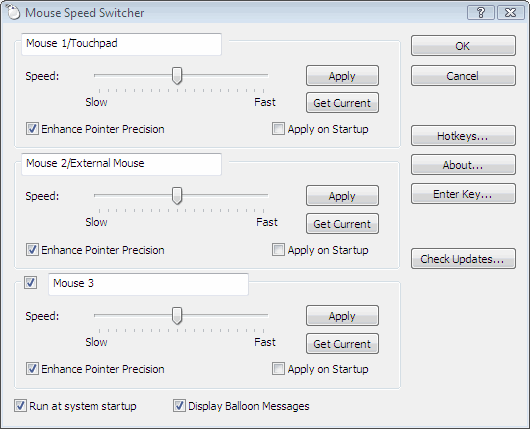 Mouse Speed Switcher
Mouse 1/Touchpad
OK
Speed:
Apply
Cancel
Slow Fast
Get Current
Enhance Pointer Precision
Apply on Startup
Hotkeys...
Mouse 2/External Mouse
About...
Speed:
Apply
Enter Key...
Slow Fast
Get Current
Enhance Pointer Precision
Apply on Startup
Check Updates...
Mouse 3
Speed:
Apply
Slow Fast
Get Current
Enhance Pointer Precision
Apply on Startup
Run at system startup
Display Balloon Messages